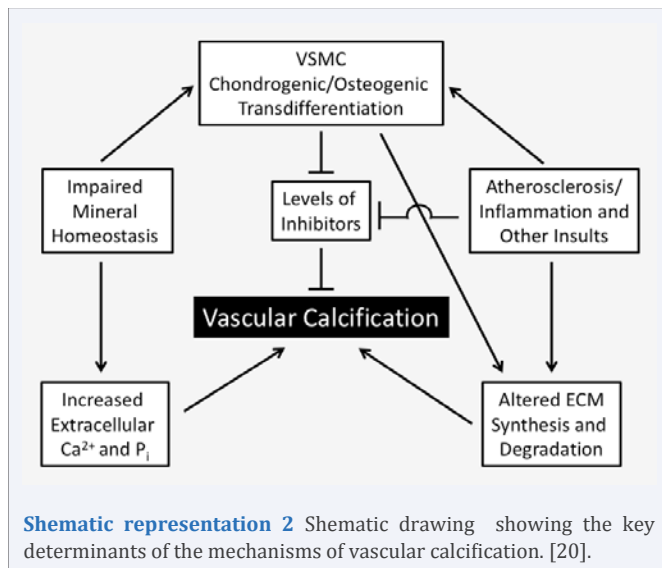 VSMC
Chondrogenic/Osteogenic
Transdifferentiation
Impaired
Mineral
Homeostasis
Levels of
Inhibitors
Atherosclerosis/
Inflammation and
Other Insults
Vascular Calcification
Increased
Extracellular
Ca²⁺ and Pᵢ
Altered ECM
Synthesis and
Degradation
Shematic representation 2 Shematic drawing showing the key
determinants of the mechanisms of vascular calcification. [20].